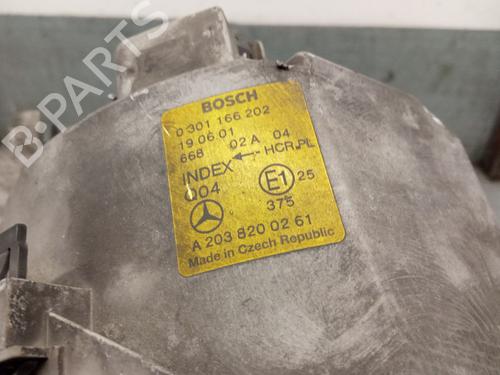 BOSCH
0 301 166 202
19.06.01
668 02 A 04
INDEX ← HCR.PL
004 E1 25
375
A 203 820 02 61
Made in Czech Republic
B-PARTS